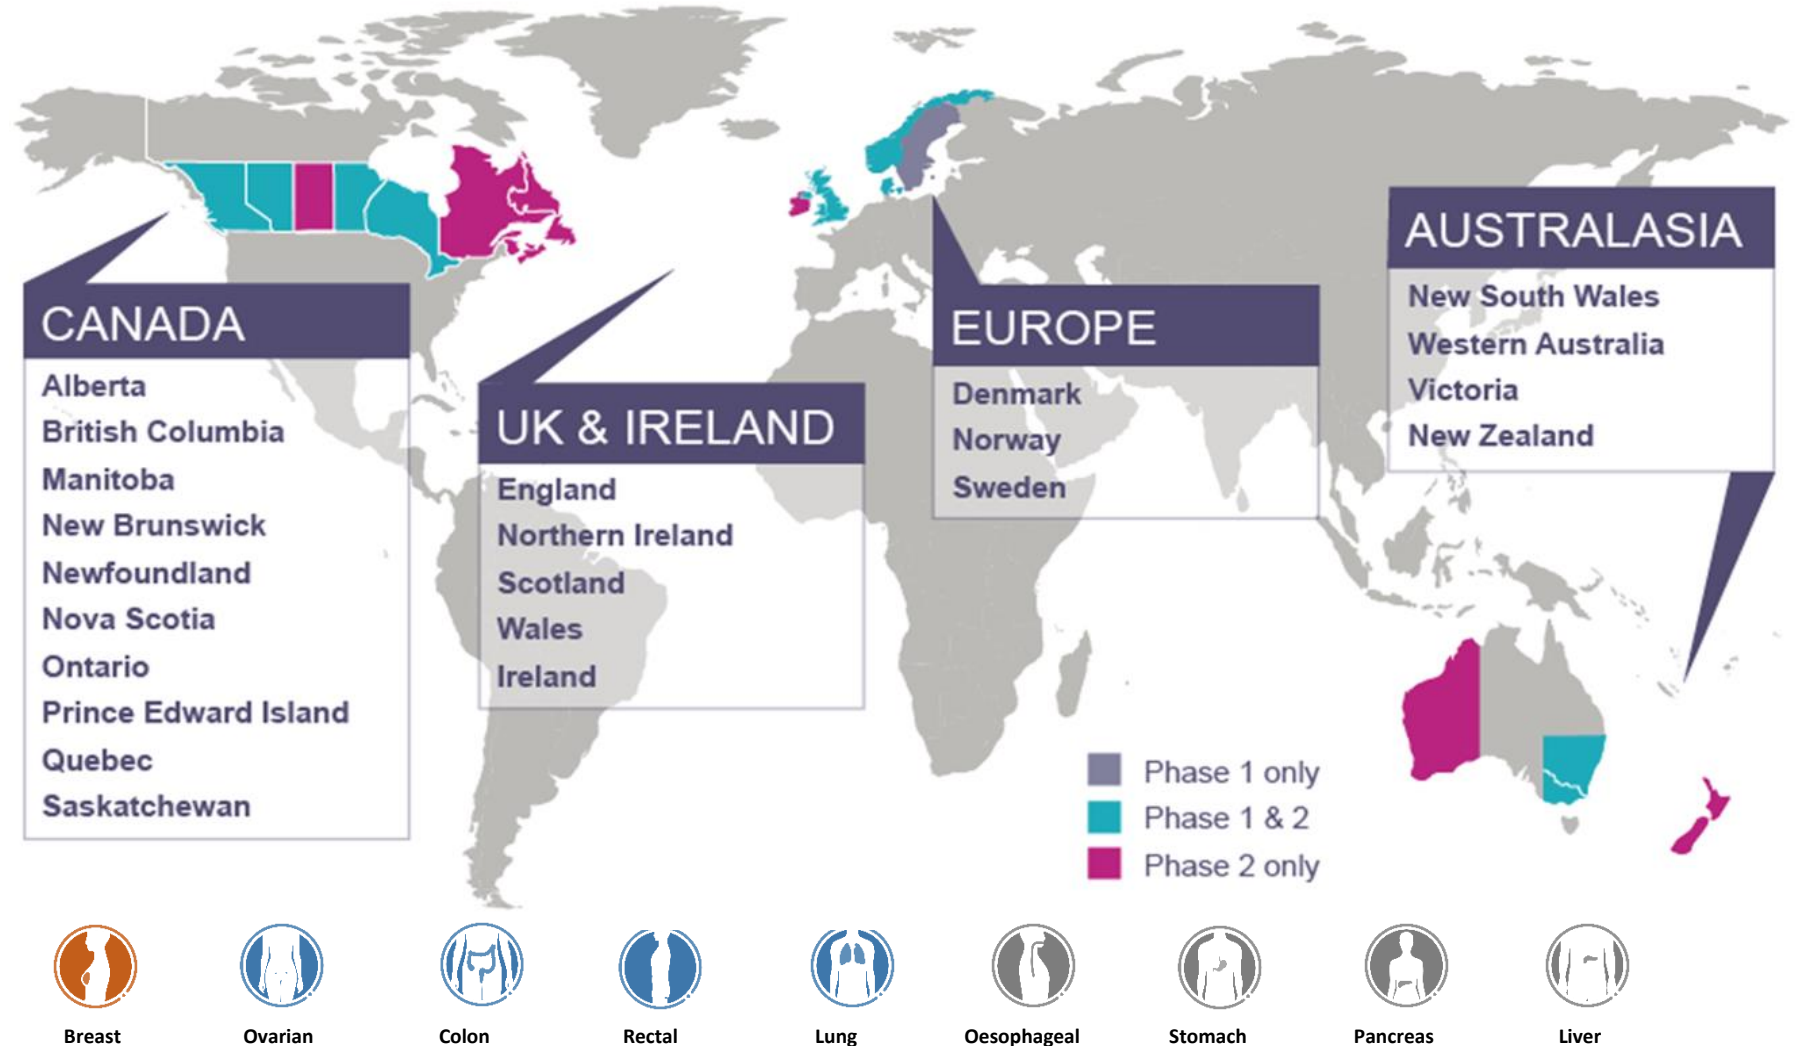 CANADA
Alberta
British Columbia
Manitoba
New Brunswick
Newfoundland
Nova Scotia
Ontario
Prince Edward Island
Quebec
Saskatchewan
UK & IRELAND
England
Northern Ireland
Scotland
Wales
Ireland
EUROPE
Denmark
Norway
Sweden
AUSTRALASIA
New South Wales
Western Australia
Victoria
New Zealand
Phase 1 only
Phase 1 & 2
Phase 2 only
Breast
Ovarian
Colon
Rectal
Lung
Oesophageal
Stomach
Pancreas
Liver